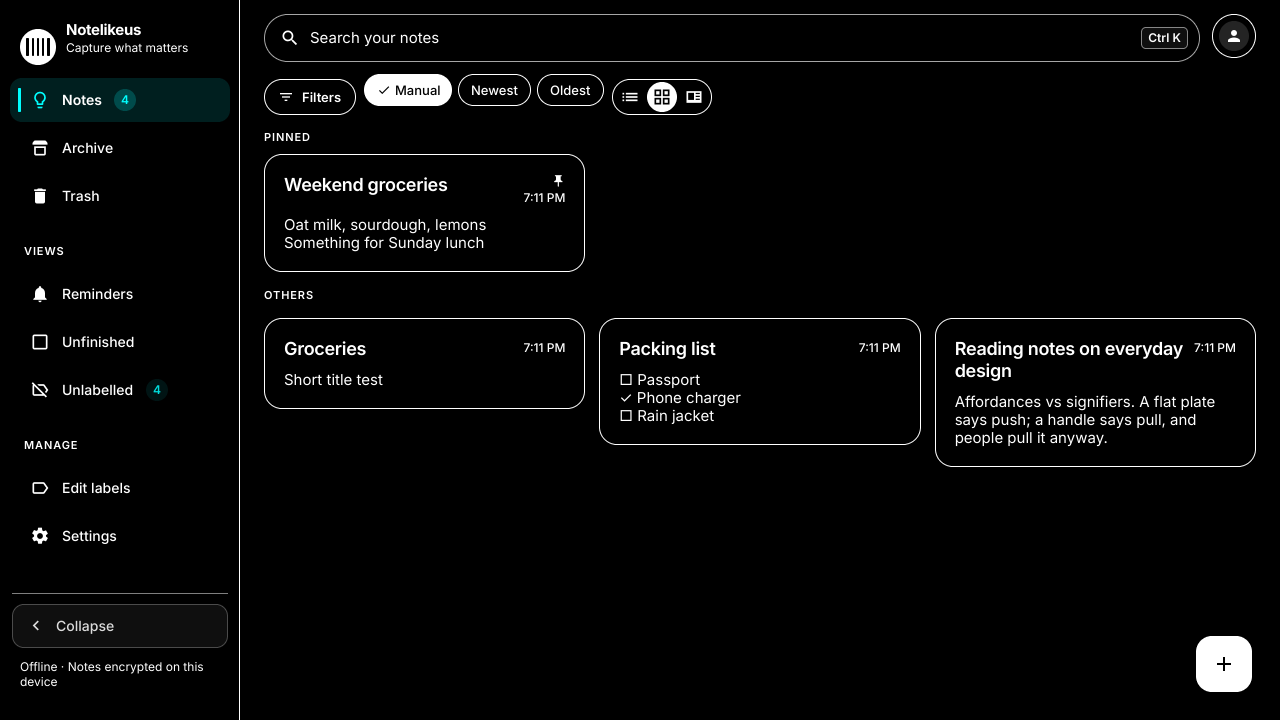 Notelikeus
Capture what matters
Notes 4
Archive
Trash
VIEWS
Reminders
Unfinished
Unlabelled 4
MANAGE
Edit labels
Settings
Collapse
Offline · Notes encrypted on this
device
Search your notes
Ctrl K
Filters
Manual
Newest
Oldest
PINNED
Weekend groceries
7:11 PM
Oat milk, sourdough, lemons
Something for Sunday lunch
OTHERS
Groceries
7:11 PM
Short title test
Packing list
7:11 PM
☐ Passport
✓ Phone charger
☐ Rain jacket
Reading notes on everyday
design
7:11 PM
Affordances vs signifiers. A flat plate
says push; a handle says pull, and
people pull it anyway.